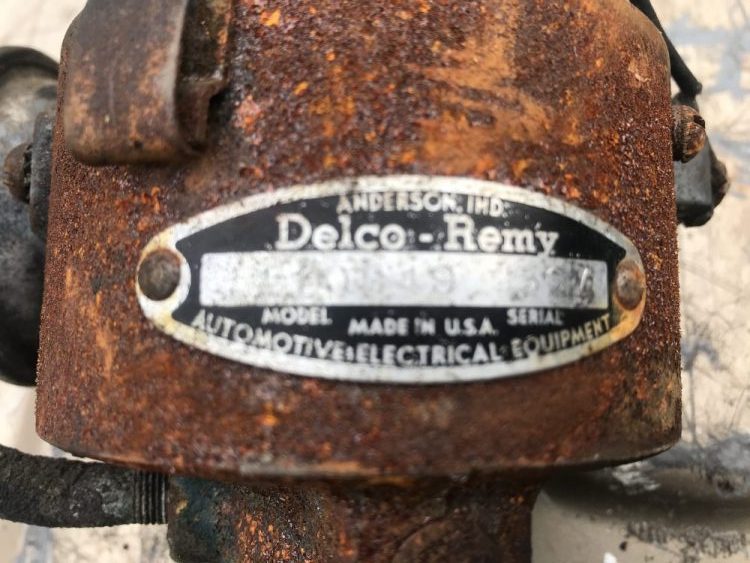 ANDERSON, IND.
Delco-Remy
MODEL MADE IN U.S.A. SERIAL
AUTOMOTIVE ELECTRICAL EQUIPMENT